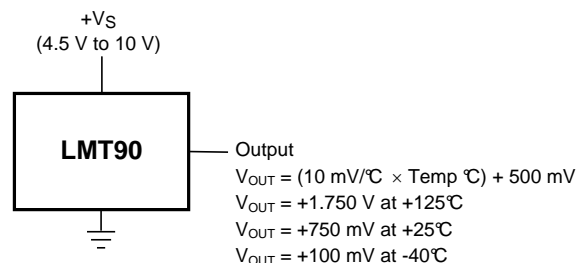 +VS
(4.5 V to 10 V)
LMT90
Output
VOUT = (10 mV/℃ × Temp ℃) + 500 mV
VOUT = +1.750 V at +125℃
VOUT = +750 mV at +25℃
VOUT = +100 mV at -40℃